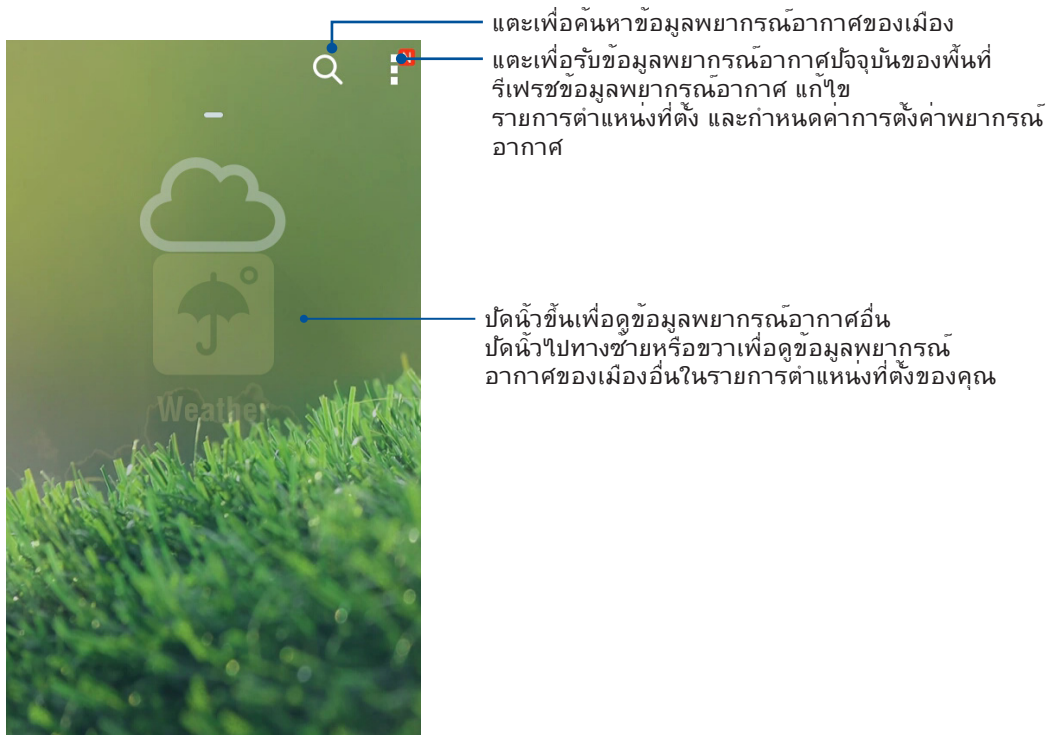 แตะเพื่อค้นหาข้อมูลพยากรณ์อากาศของเมือง
แตะเพื่อรับข้อมูลพยากรณ์อากาศปัจจุบันของพื้นที่
รีเฟรชข้อมูลพยากรณ์อากาศ แก้ไข
รายการตำแหน่งที่ตั้ง และกำหนดค่าการตั้งค่าพยากรณ์
อากาศ
ปัดนิ้วขึ้นเพื่อดูข้อมูลพยากรณ์อากาศอื่น
ปัดนิ้วไปทางซ้ายหรือขวาเพื่อดูข้อมูลพยากรณ์
อากาศของเมืองอื่นในรายการตำแหน่งที่ตั้งของคุณ
Weather